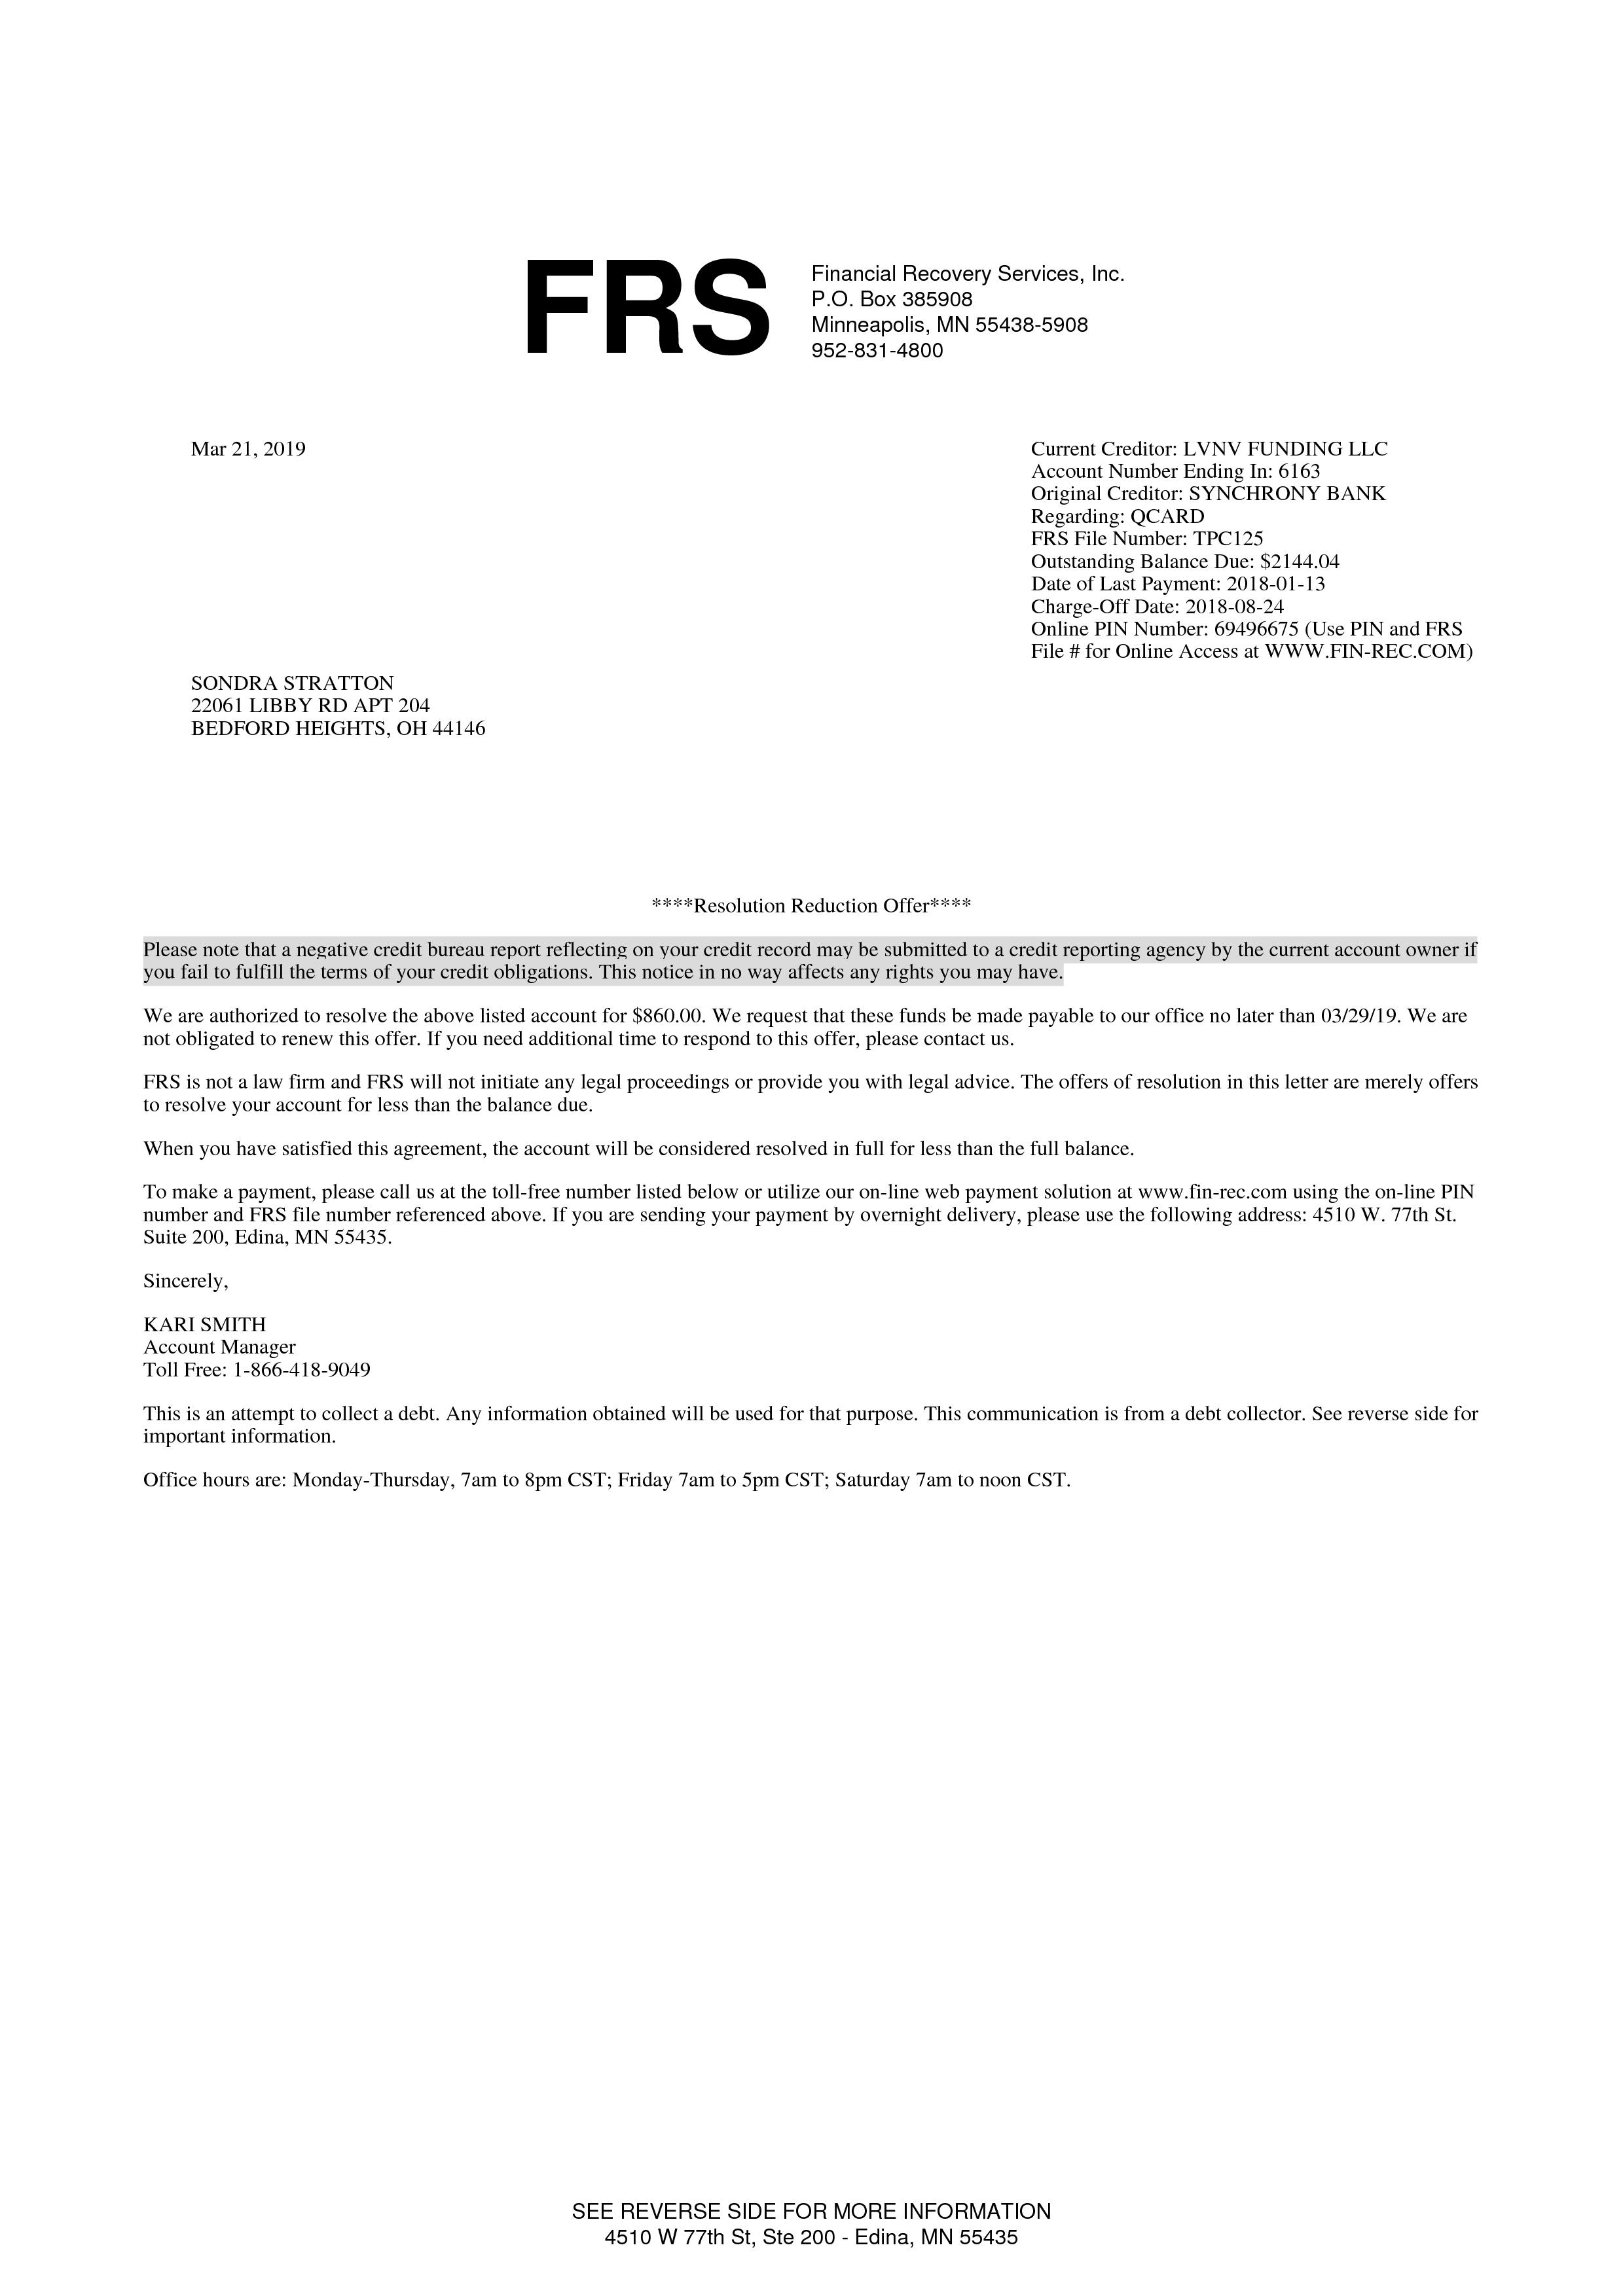 FRS
Financial Recovery Services, Inc.
P.O. Box 385908
Minneapolis, MN 55438-5908
952-831-4800
Mar 21, 2019
Current Creditor: LVNV FUNDING LLC
Account Number Ending In: 6163
Original Creditor: SYNCHRONY BANK
Regarding: QCARD
FRS File Number: TPC125
Outstanding Balance Due: $2144.04
Date of Last Payment: 2018-01-13
Charge-Off Date: 2018-08-24
Online PIN Number: 69496675 (Use PIN and FRS
File # for Online Access at WWW.FIN-REC.COM)
SONDRA STRATTON
22061 LIBBY RD APT 204
BEDFORD HEIGHTS, OH 44146
****Resolution Reduction Offer****
Please note that a negative credit bureau report reflecting on your credit record may be submitted to a credit reporting agency by the current account owner if
you fail to fulfill the terms of your credit obligations. This notice in no way affects any rights you may have.
We are authorized to resolve the above listed account for $860.00. We request that these funds be made payable to our office no later than 03/29/19. We are
not obligated to renew this offer. If you need additional time to respond to this offer, please contact us.
FRS is not a law firm and FRS will not initiate any legal proceedings or provide you with legal advice. The offers of resolution in this letter are merely offers
to resolve your account for less than the balance due.
When you have satisfied this agreement, the account will be considered resolved in full for less than the full balance.
To make a payment, please call us at the toll-free number listed below or utilize our on-line web payment solution at www.fin-rec.com using the on-line PIN
number and FRS file number referenced above. If you are sending your payment by overnight delivery, please use the following address: 4510 W. 77th St.
Suite 200, Edina, MN 55435.
Sincerely,
KARI SMITH
Account Manager
Toll Free: 1-866-418-9049
This is an attempt to collect a debt. Any information obtained will be used for that purpose. This communication is from a debt collector. See reverse side for
important information.
Office hours are: Monday-Thursday, 7am to 8pm CST; Friday 7am to 5pm CST; Saturday 7am to noon CST.
SEE REVERSE SIDE FOR MORE INFORMATION
4510 W 77th St, Ste 200 - Edina, MN 55435